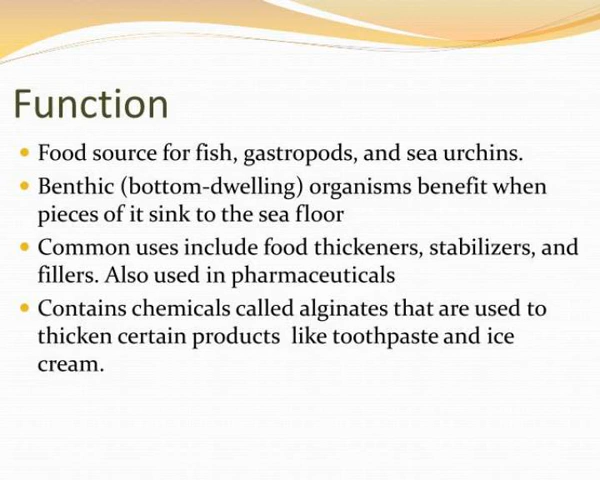 Function
• Food source for fish, gastropods, and sea urchins.
• Benthic (bottom-dwelling) organisms benefit when
pieces of it sink to the sea floor
• Common uses include food thickeners, stabilizers, and
fillers. Also used in pharmaceuticals
• Contains chemicals called alginates that are used to
thicken certain products  like toothpaste and ice
cream.